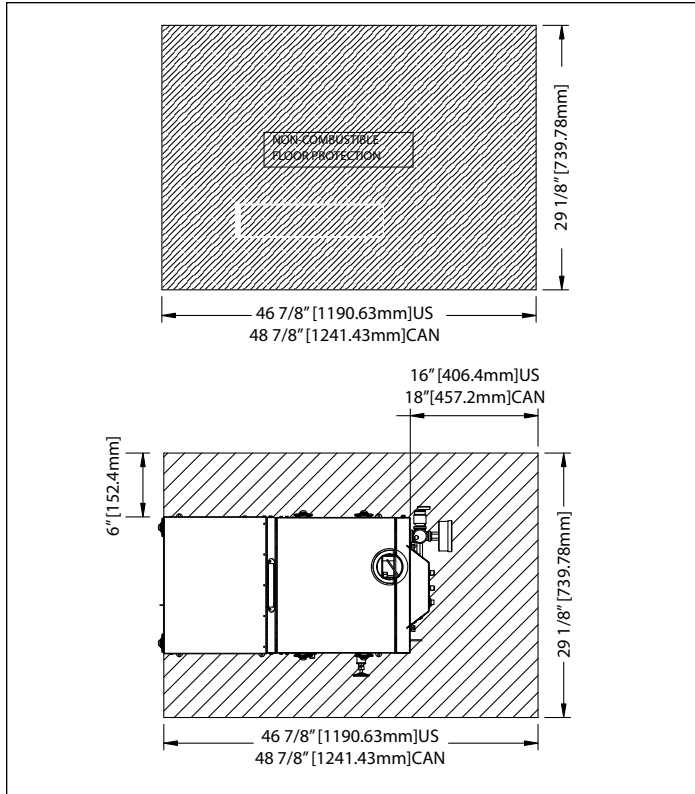 NON-COMBUSTIBLE
FLOOR PROTECTION
29 1/8" [739.78mm]
46 7/8" [1190.63mm]US
48 7/8" [1241.43mm]CAN
16" [406.4mm]US
18"[457.2mm]CAN
6" [152.4mm]
29 1/8" [739.78mm]
46 7/8" [1190.63mm]US
48 7/8" [1241.43mm]CAN